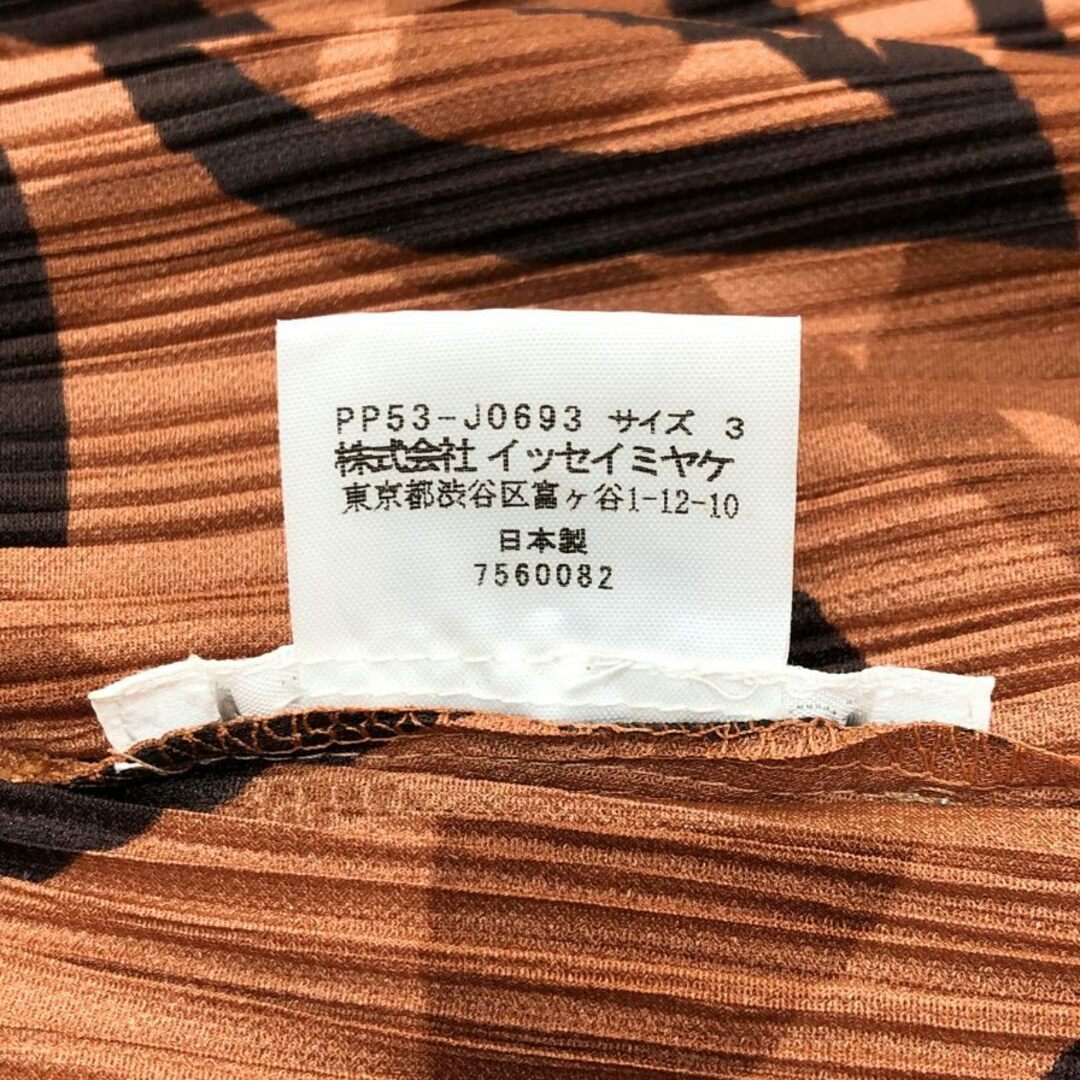 PP53-J0693 サイズ 3
株式会社 イッセイミヤケ
東京都渋谷区富ヶ谷1-12-10
日本製
7560082